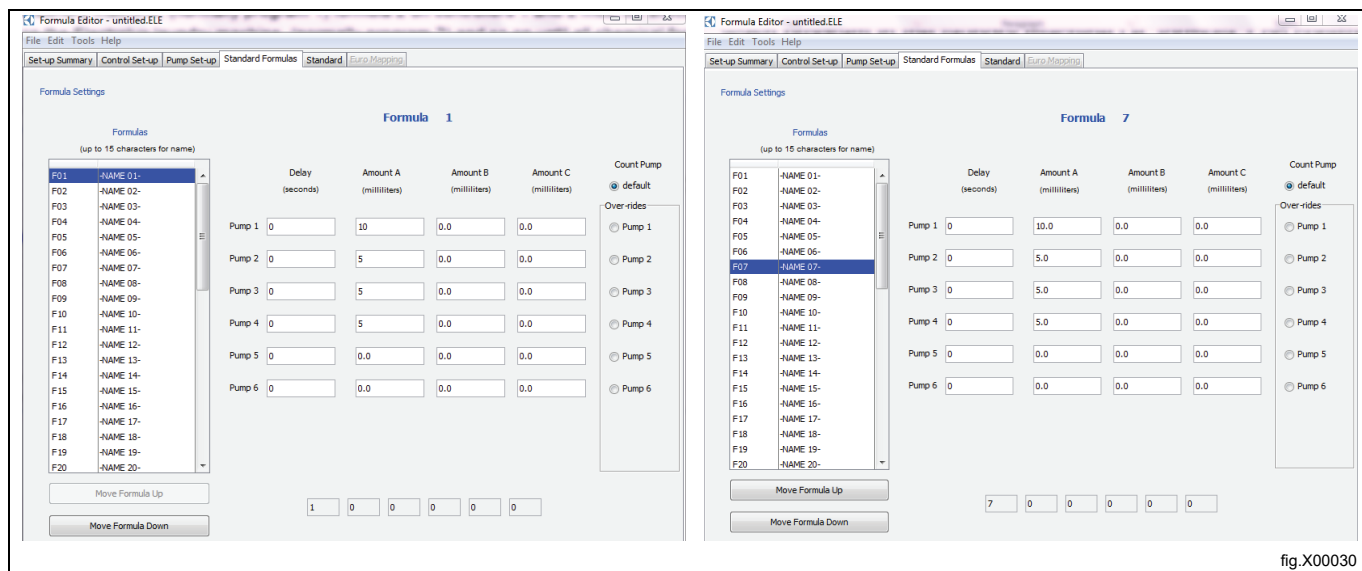 Formula Editor - untitled.ELE
File Edit Tools Help
Set-up Summary Control Set-up Pump Set-up Standard Formulas Standard Euro Mapping
Formula Settings
Formula 1
Formulas
(up to 15 characters for name)
Delay Amount A Amount B Amount C Count Pump
(seconds) (milliliters) (milliliters) (milliliters) default
Over-rides
F01 -NAME 01-
F02 -NAME 02-
F03 -NAME 03-
F04 -NAME 04-
F05 -NAME 05-
F06 -NAME 06-
F07 -NAME 07-
F08 -NAME 08-
F09 -NAME 09-
F10 -NAME 10-
F11 -NAME 11-
F12 -NAME 12-
F13 -NAME 13-
F14 -NAME 14-
F15 -NAME 15-
F16 -NAME 16-
F17 -NAME 17-
F18 -NAME 18-
F19 -NAME 19-
F20 -NAME 20-
Pump 1 0 10 0.0 0.0 Pump 1
Pump 2 0 5 0.0 0.0 Pump 2
Pump 3 0 5 0.0 0.0 Pump 3
Pump 4 0 5 0.0 0.0 Pump 4
Pump 5 0 0.0 0.0 0.0 Pump 5
Pump 6 0 0.0 0.0 0.0 Pump 6
Move Formula Up
1 0 0 0 0 0
Move Formula Down
Formula Editor - untitled.ELE
File Edit Tools Help
Set-up Summary Control Set-up Pump Set-up Standard Formulas Standard Euro Mapping
Formula Settings
Formula 7
Formulas
(up to 15 characters for name)
Delay Amount A Amount B Amount C Count Pump
(seconds) (milliliters) (milliliters) (milliliters) default
Over-rides
F01 -NAME 01-
F02 -NAME 02-
F03 -NAME 03-
F04 -NAME 04-
F05 -NAME 05-
F06 -NAME 06-
F07 -NAME 07-
F08 -NAME 08-
F09 -NAME 09-
F10 -NAME 10-
F11 -NAME 11-
F12 -NAME 12-
F13 -NAME 13-
F14 -NAME 14-
F15 -NAME 15-
F16 -NAME 16-
F17 -NAME 17-
F18 -NAME 18-
F19 -NAME 19-
F20 -NAME 20-
Pump 1 0 10.0 0.0 0.0 Pump 1
Pump 2 0 5.0 0.0 0.0 Pump 2
Pump 3 0 5.0 0.0 0.0 Pump 3
Pump 4 0 5.0 0.0 0.0 Pump 4
Pump 5 0 0.0 0.0 0.0 Pump 5
Pump 6 0 0.0 0.0 0.0 Pump 6
Move Formula Up
7 0 0 0 0 0
Move Formula Down
fig.X00030